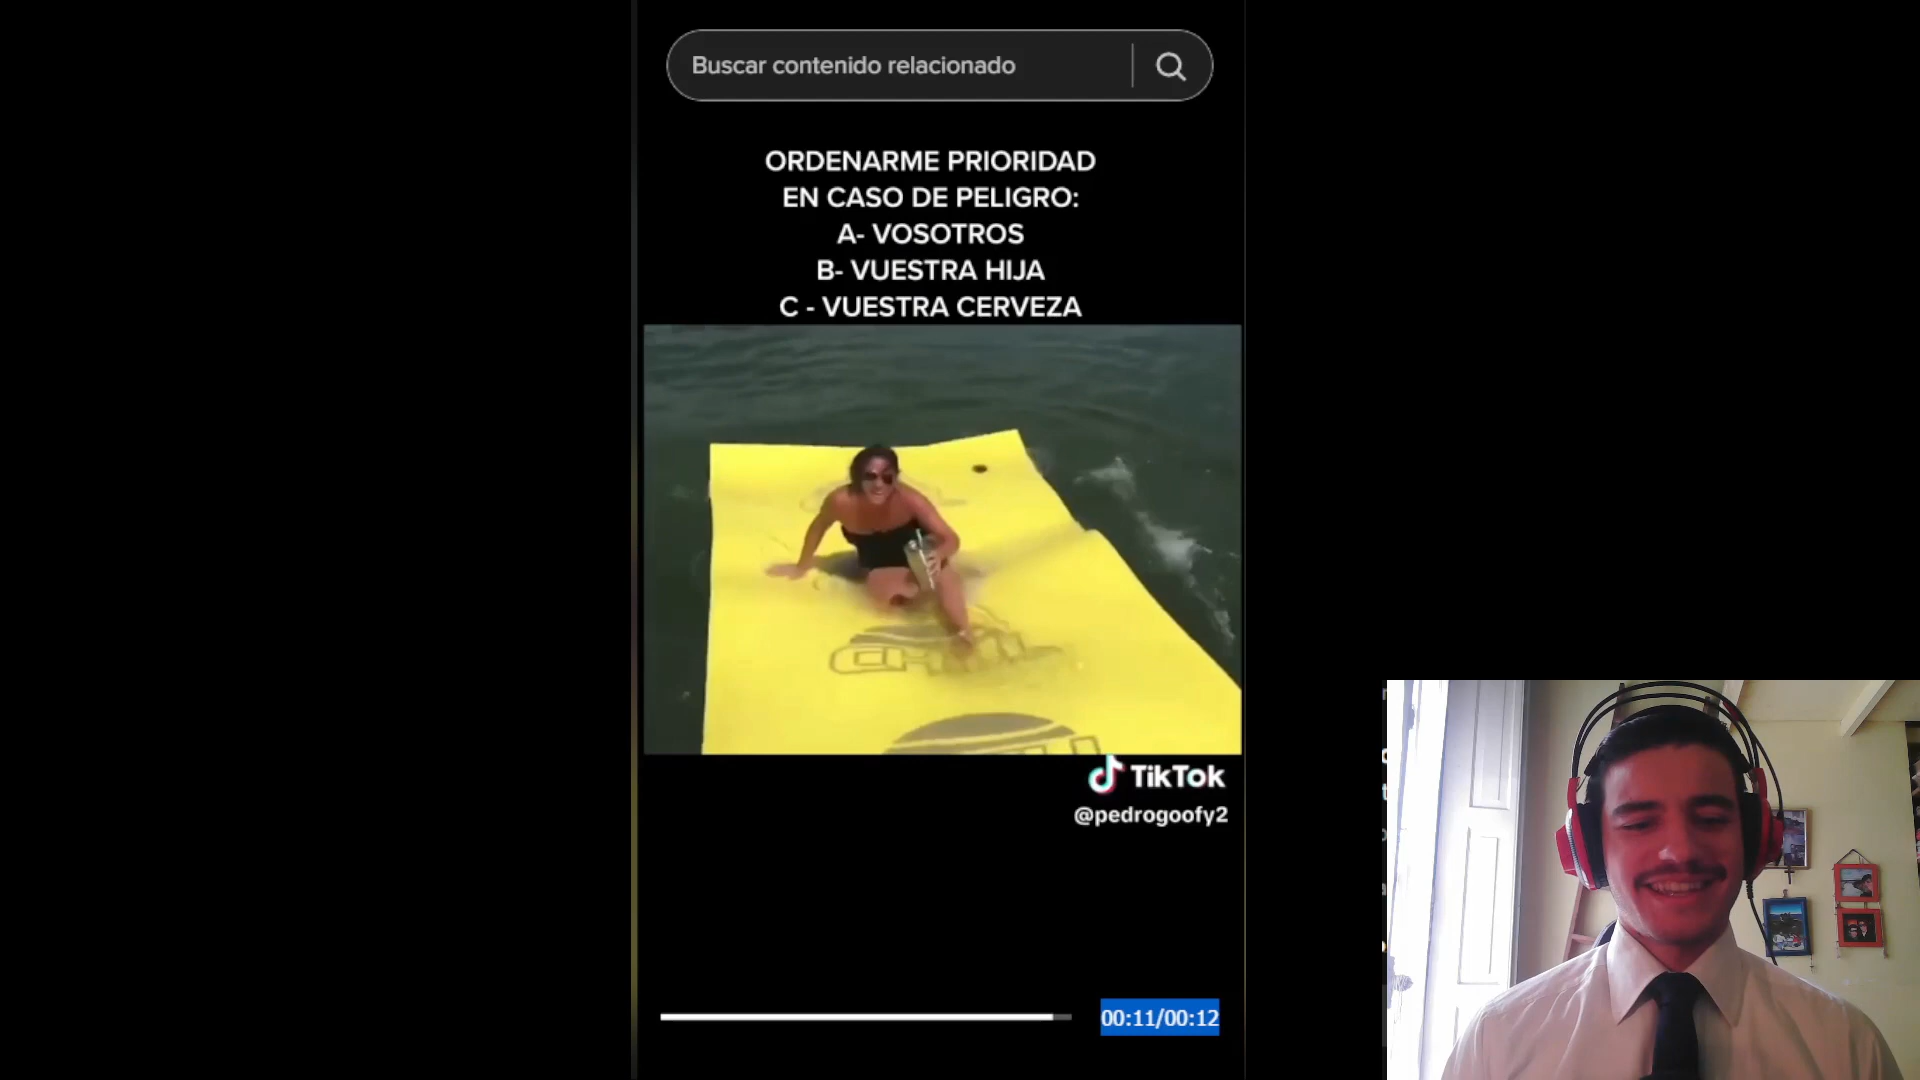 Buscar contenido relacionado
ORDENARME PRIORIDAD
EN CASO DE PELIGRO:
A- VOSOTROS
B- VUESTRA HIJA
C - VUESTRA CERVEZA
TikTok
@pedrogoofy2
00:11/00:12